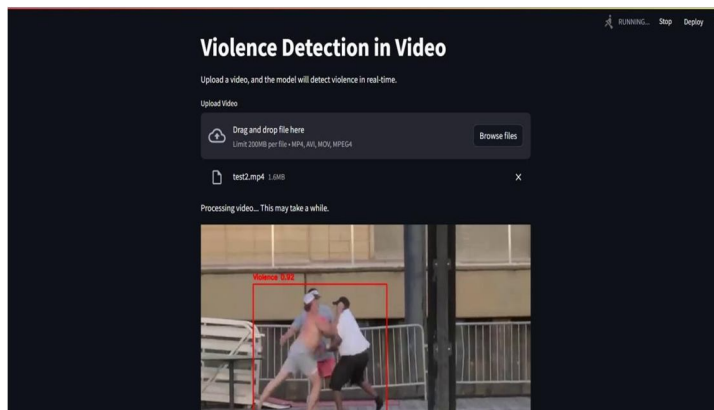 RUNNING... Stop Deploy
Violence Detection in Video
Upload a video, and the model will detect violence in real-time.
Upload Video
Drag and drop file here
Limit 200MB per file • MP4, AVI, MOV, MPEG4
Browse files
test2.mp4 1.6MB
Processing video... This may take a while.
Violence 0.92